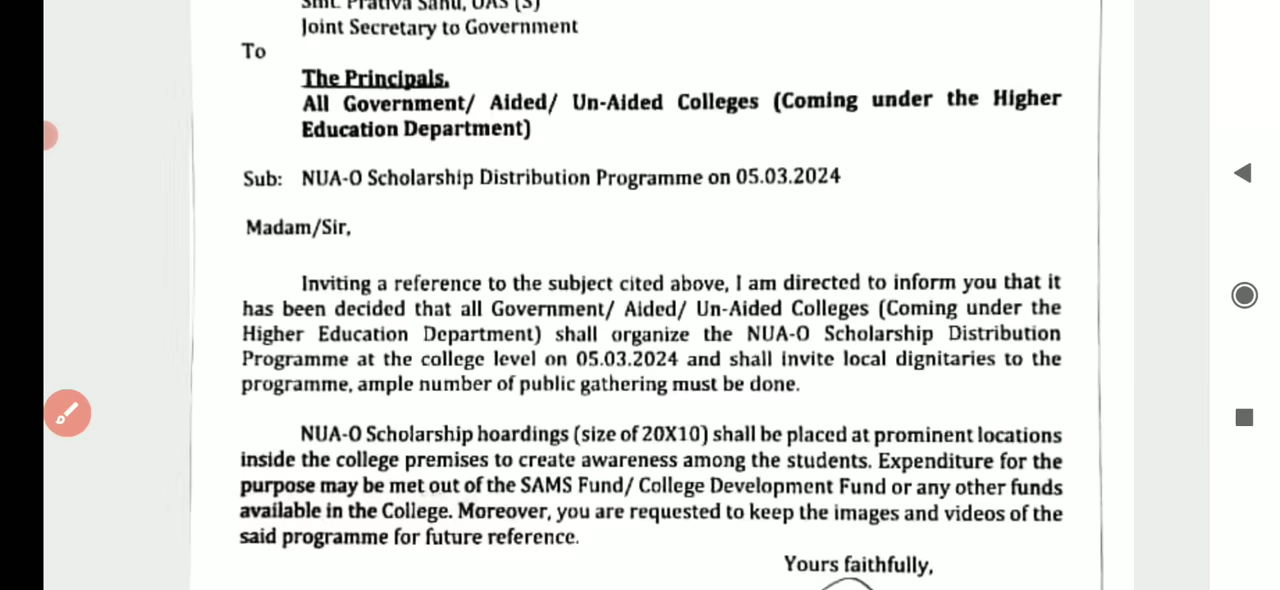 Smt. Prativa Sahu, OAS (S)
Joint Secretary to Government
To
The Principals.
All Government/ Aided/ Un-Aided Colleges (Coming under the Higher
Education Department)
Sub: NUA-O Scholarship Distribution Programme on 05.03.2024
Madam/Sir,
Inviting a reference to the subject cited above, I am directed to inform you that it
has been decided that all Government/ Aided/ Un-Aided Colleges (Coming under the
Higher Education Department) shall organize the NUA-O Scholarship Distribution
Programme at the college level on 05.03.2024 and shall invite local dignitaries to the
programme, ample number of public gathering must be done.
NUA-O Scholarship hoardings (size of 20X10) shall be placed at prominent locations
inside the college premises to create awareness among the students. Expenditure for the
purpose may be met out of the SAMS Fund/ College Development Fund or any other funds
available in the College. Moreover, you are requested to keep the images and videos of the
said programme for future reference.
Yours faithfully,